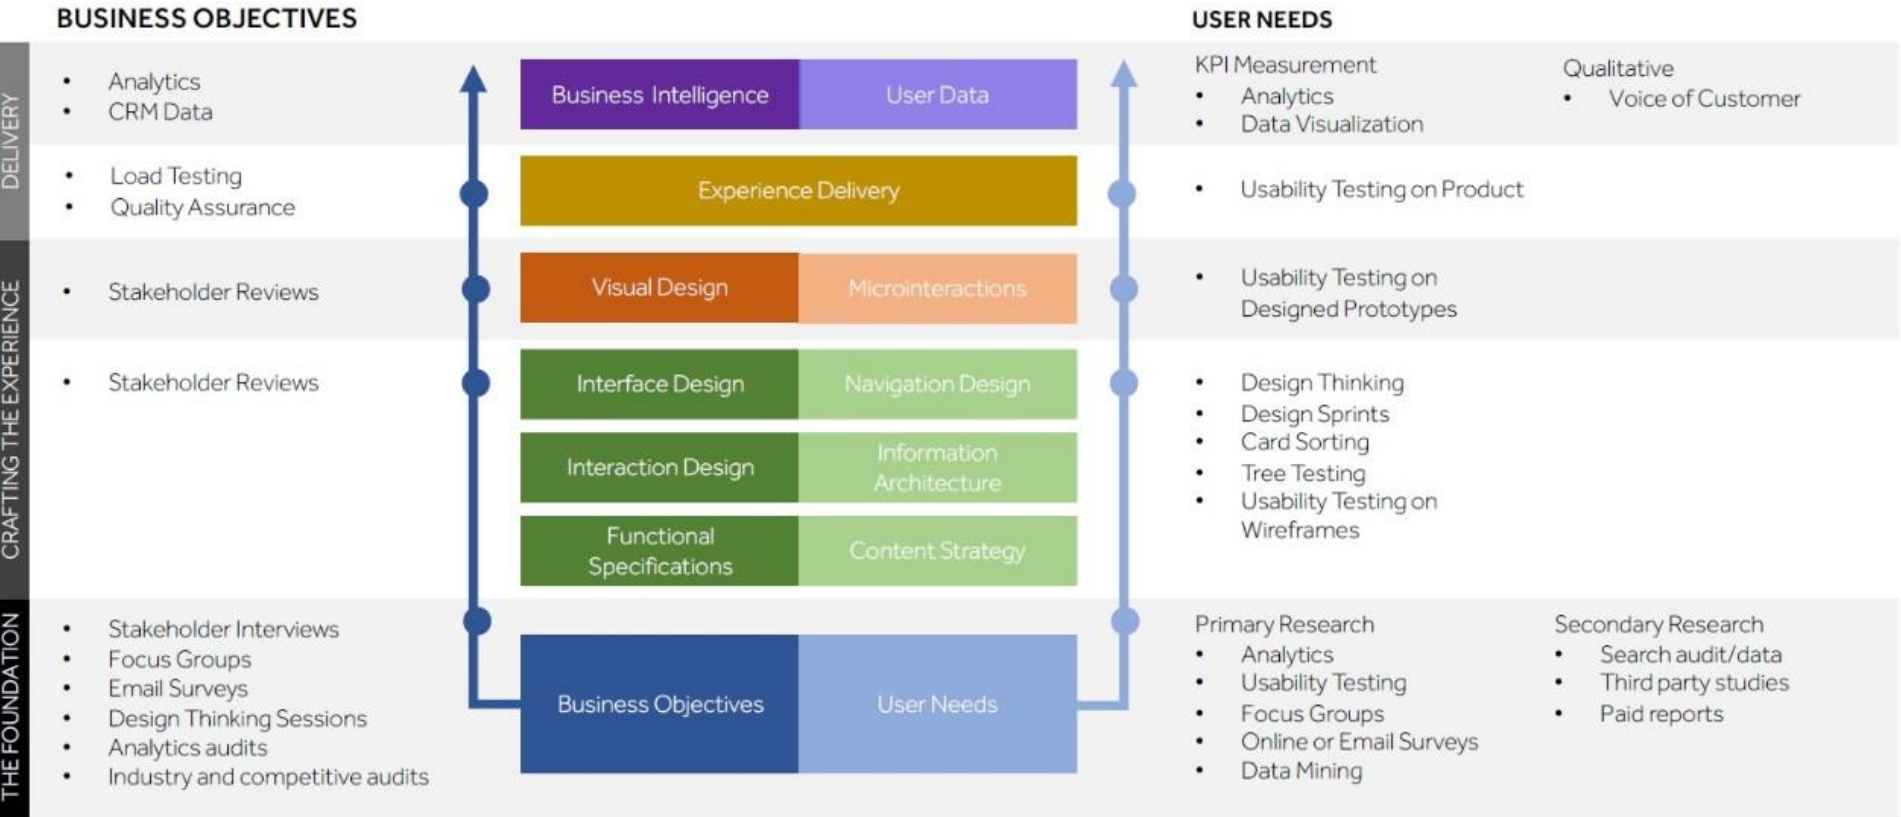 BUSINESS OBJECTIVES
USER NEEDS
DELIVERY
• Analytics
• CRM Data
Business Intelligence
User Data
KPI Measurement
• Analytics
• Data Visualization
Qualitative
• Voice of Customer
• Load Testing
• Quality Assurance
Experience Delivery
• Usability Testing on Product
CRAFTING THE EXPERIENCE
• Stakeholder Reviews
Visual Design
Microinteractions
• Usability Testing on
Designed Prototypes
• Stakeholder Reviews
Interface Design
Navigation Design
Interaction Design
Information
Architecture
Functional
Specifications
Content Strategy
• Design Thinking
• Design Sprints
• Card Sorting
• Tree Testing
• Usability Testing on
Wireframes
THE FOUNDATION
• Stakeholder Interviews
• Focus Groups
• Email Surveys
• Design Thinking Sessions
• Analytics audits
• Industry and competitive audits
Business Objectives
User Needs
Primary Research
• Analytics
• Usability Testing
• Focus Groups
• Online or Email Surveys
• Data Mining
Secondary Research
• Search audit/data
• Third party studies
• Paid reports